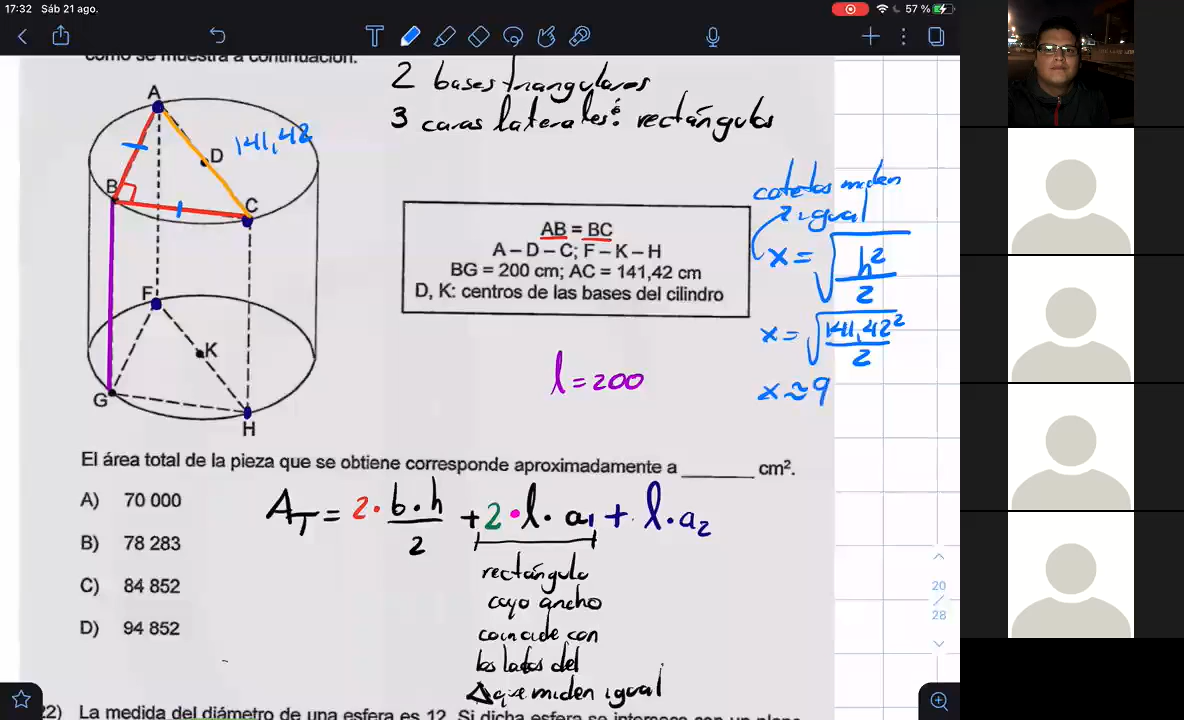 17:32 Sáb 21 ago.
57 %
como se muestra a continuación:
2 bases triangulares
3 caras laterales: rectángulos
A
D
141,42
B
C
F
K
G
H
AB = BC
A – D – C; F – K – H
BG = 200 cm; AC = 141,42 cm
D, K: centros de las bases del cilindro
catetos miden
igual
x = √h²/2
x = √141,42²/2
x ≈ 9
l = 200
El área total de la pieza que se obtiene corresponde aproximadamente a ______ cm².
A) 70 000
B) 78 283
C) 84 852
D) 94 852
A_T = 2 · b·h/2 + 2 · l · a₁ + l · a₂
rectángulo
cuyo ancho
coincide con
los lados del
Δ que miden igual
20
/
28
22) La medida del diámetro de una esfera es 12. Si dicha esfera se interseca con un plano